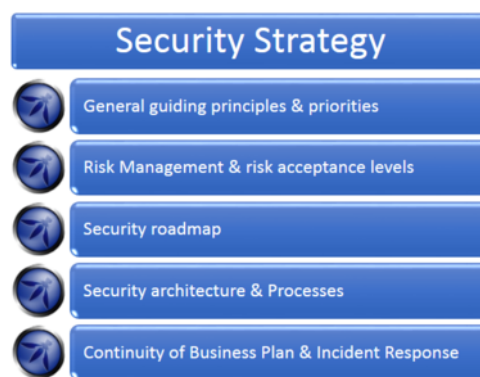 Security Strategy
General guiding principles & priorities
Risk Management & risk acceptance levels
Security roadmap
Security architecture & Processes
Continuity of Business Plan & Incident Response